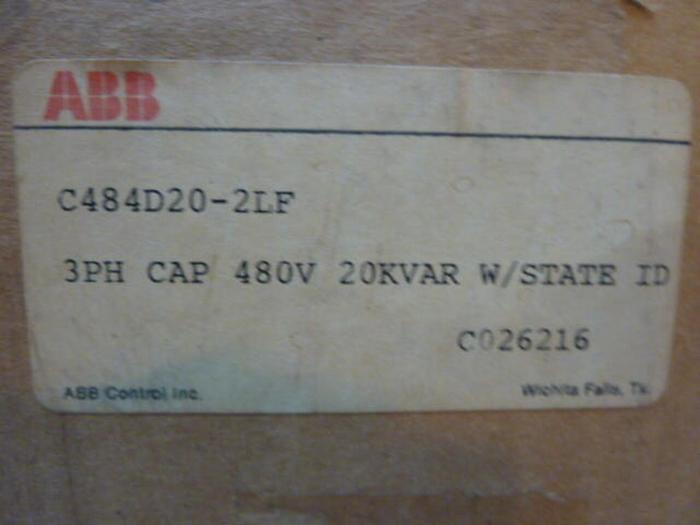 ABB
C484D20-2LF
3PH CAP 480V 20KVAR W/STATE ID
C026216
ABB Control Inc. Wichita Falls, Tx.